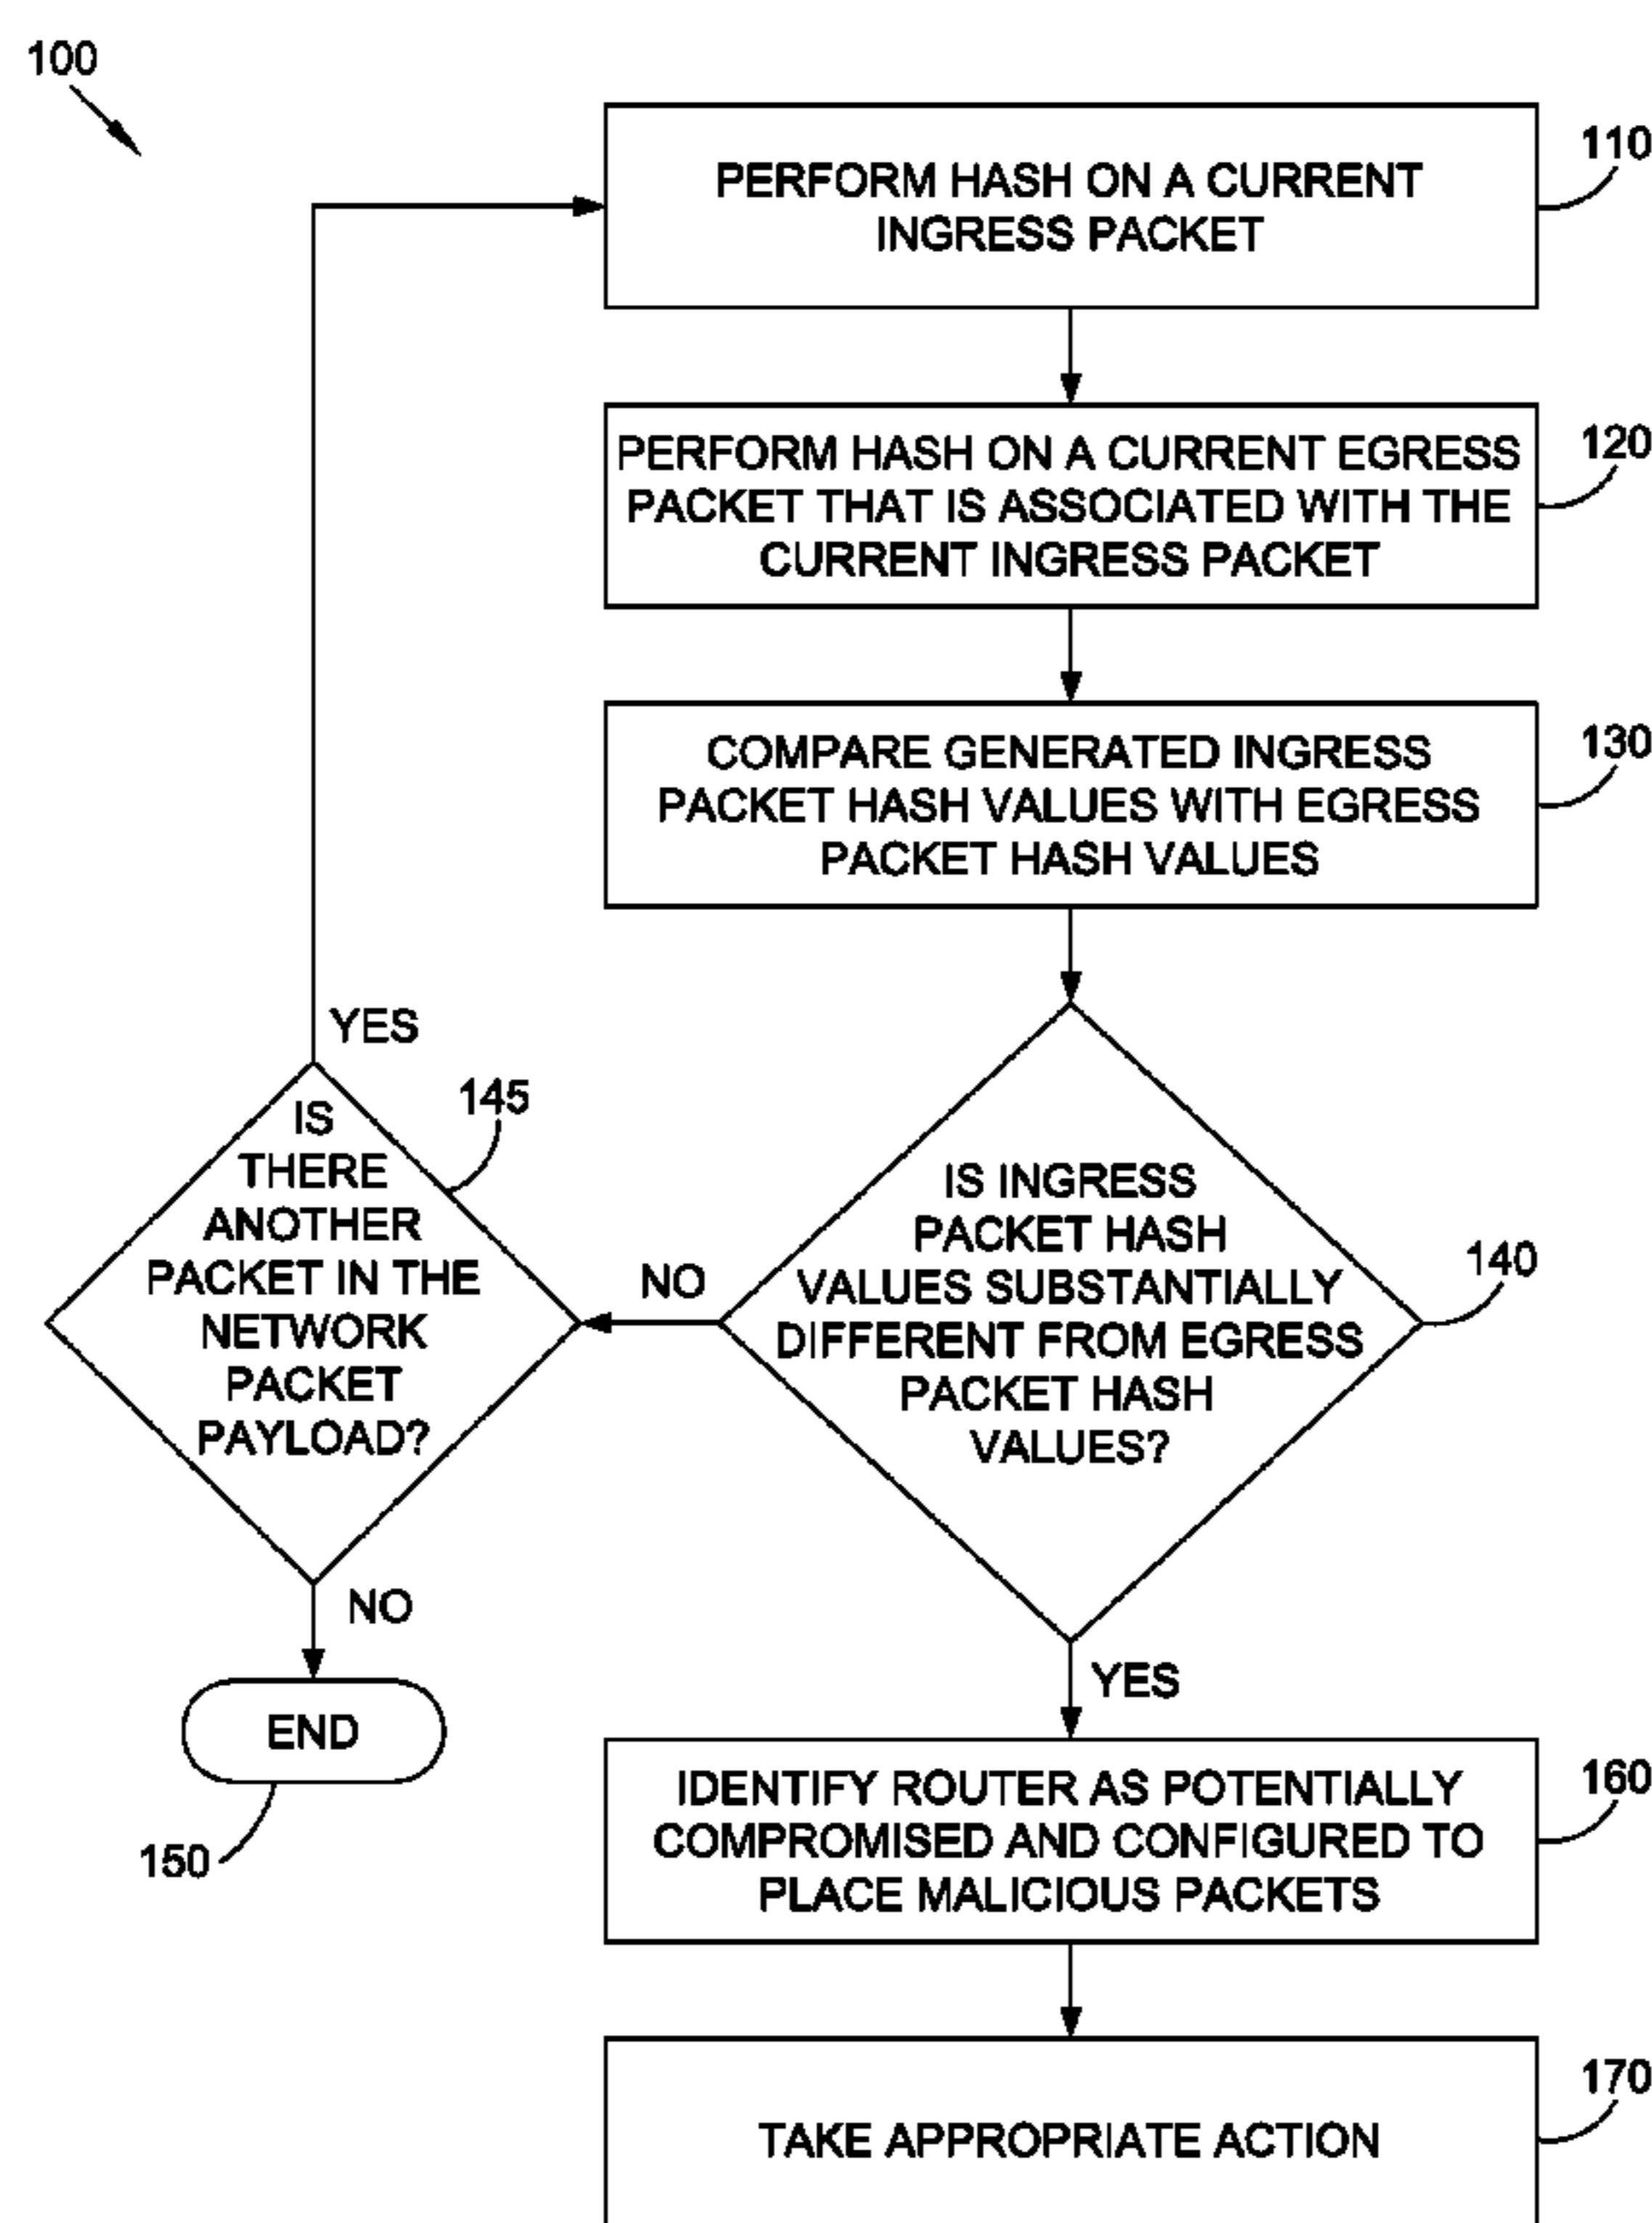 100
PERFORM HASH ON A CURRENT
INGRESS PACKET
110
PERFORM HASH ON A CURRENT EGRESS
PACKET THAT IS ASSOCIATED WITH THE
CURRENT INGRESS PACKET
120
COMPARE GENERATED INGRESS
PACKET HASH VALUES WITH EGRESS
PACKET HASH VALUES
130
IS INGRESS
PACKET HASH
VALUES SUBSTANTIALLY
DIFFERENT FROM EGRESS
PACKET HASH
VALUES?
140
NO
YES
IS
THERE
ANOTHER
PACKET IN THE
NETWORK
PACKET
PAYLOAD?
145
YES
NO
END
150
IDENTIFY ROUTER AS POTENTIALLY
COMPROMISED AND CONFIGURED TO
PLACE MALICIOUS PACKETS
160
TAKE APPROPRIATE ACTION
170